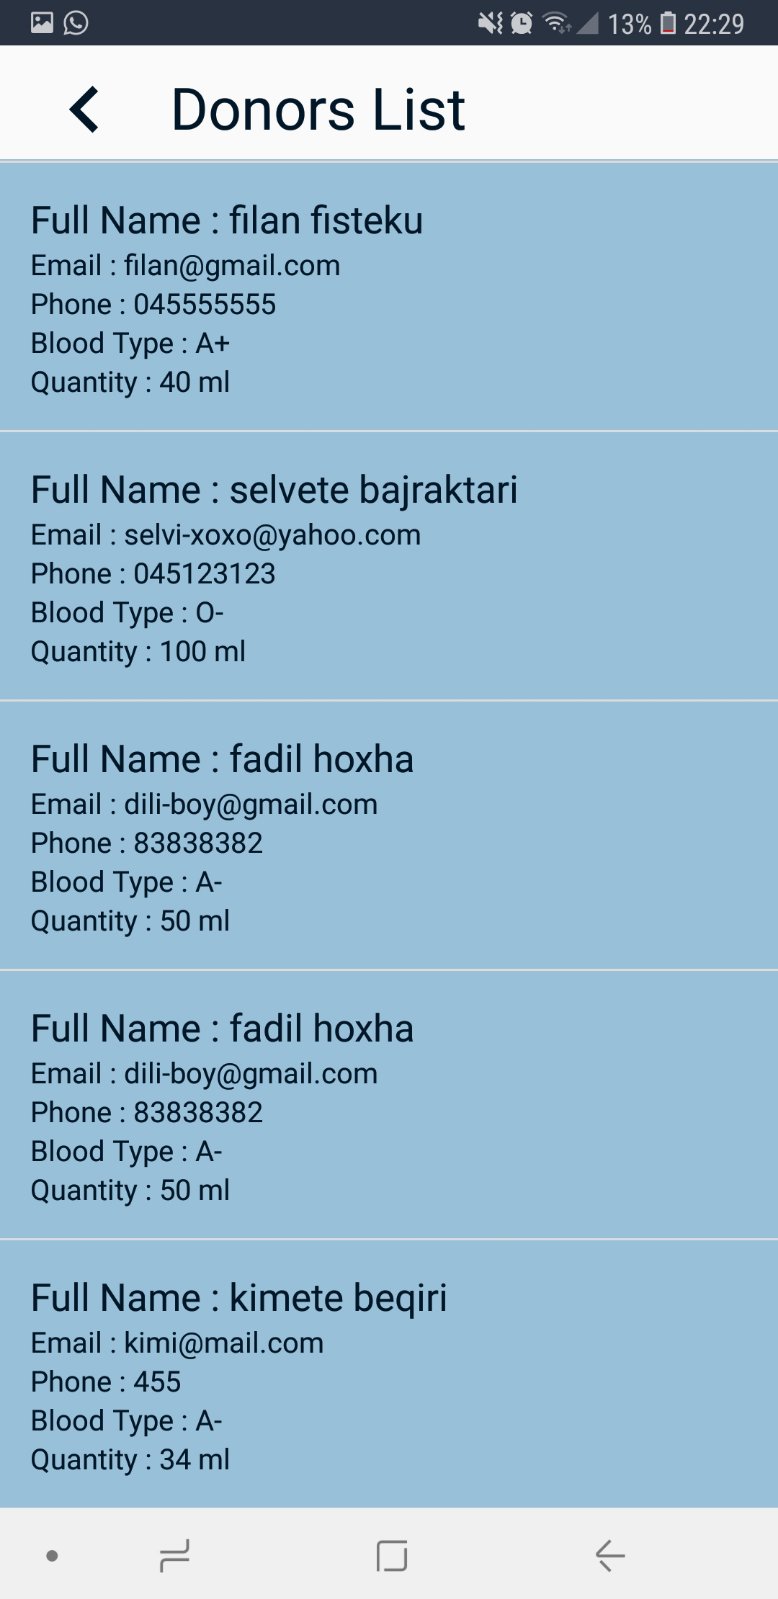 13% 22:29
Donors List
Full Name : filan fisteku
Email : filan@gmail.com
Phone : 045555555
Blood Type : A+
Quantity : 40 ml
Full Name : selvete bajraktari
Email : selvi-xoxo@yahoo.com
Phone : 045123123
Blood Type : O-
Quantity : 100 ml
Full Name : fadil hoxha
Email : dili-boy@gmail.com
Phone : 83838382
Blood Type : A-
Quantity : 50 ml
Full Name : fadil hoxha
Email : dili-boy@gmail.com
Phone : 83838382
Blood Type : A-
Quantity : 50 ml
Full Name : kimete beqiri
Email : kimi@mail.com
Phone : 455
Blood Type : A-
Quantity : 34 ml